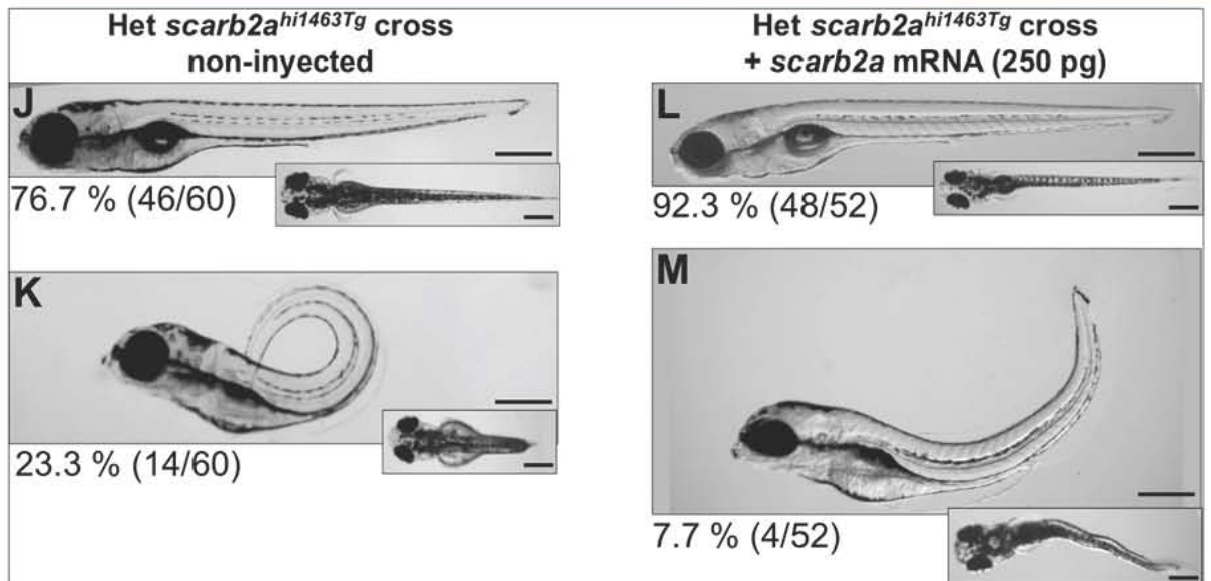 Het scarb2a^hi1463Tg cross
non-inyected
J
76.7 % (46/60)
K
23.3 % (14/60)
Het scarb2a^hi1463Tg cross
+ scarb2a mRNA (250 pg)
L
92.3 % (48/52)
M
7.7 % (4/52)